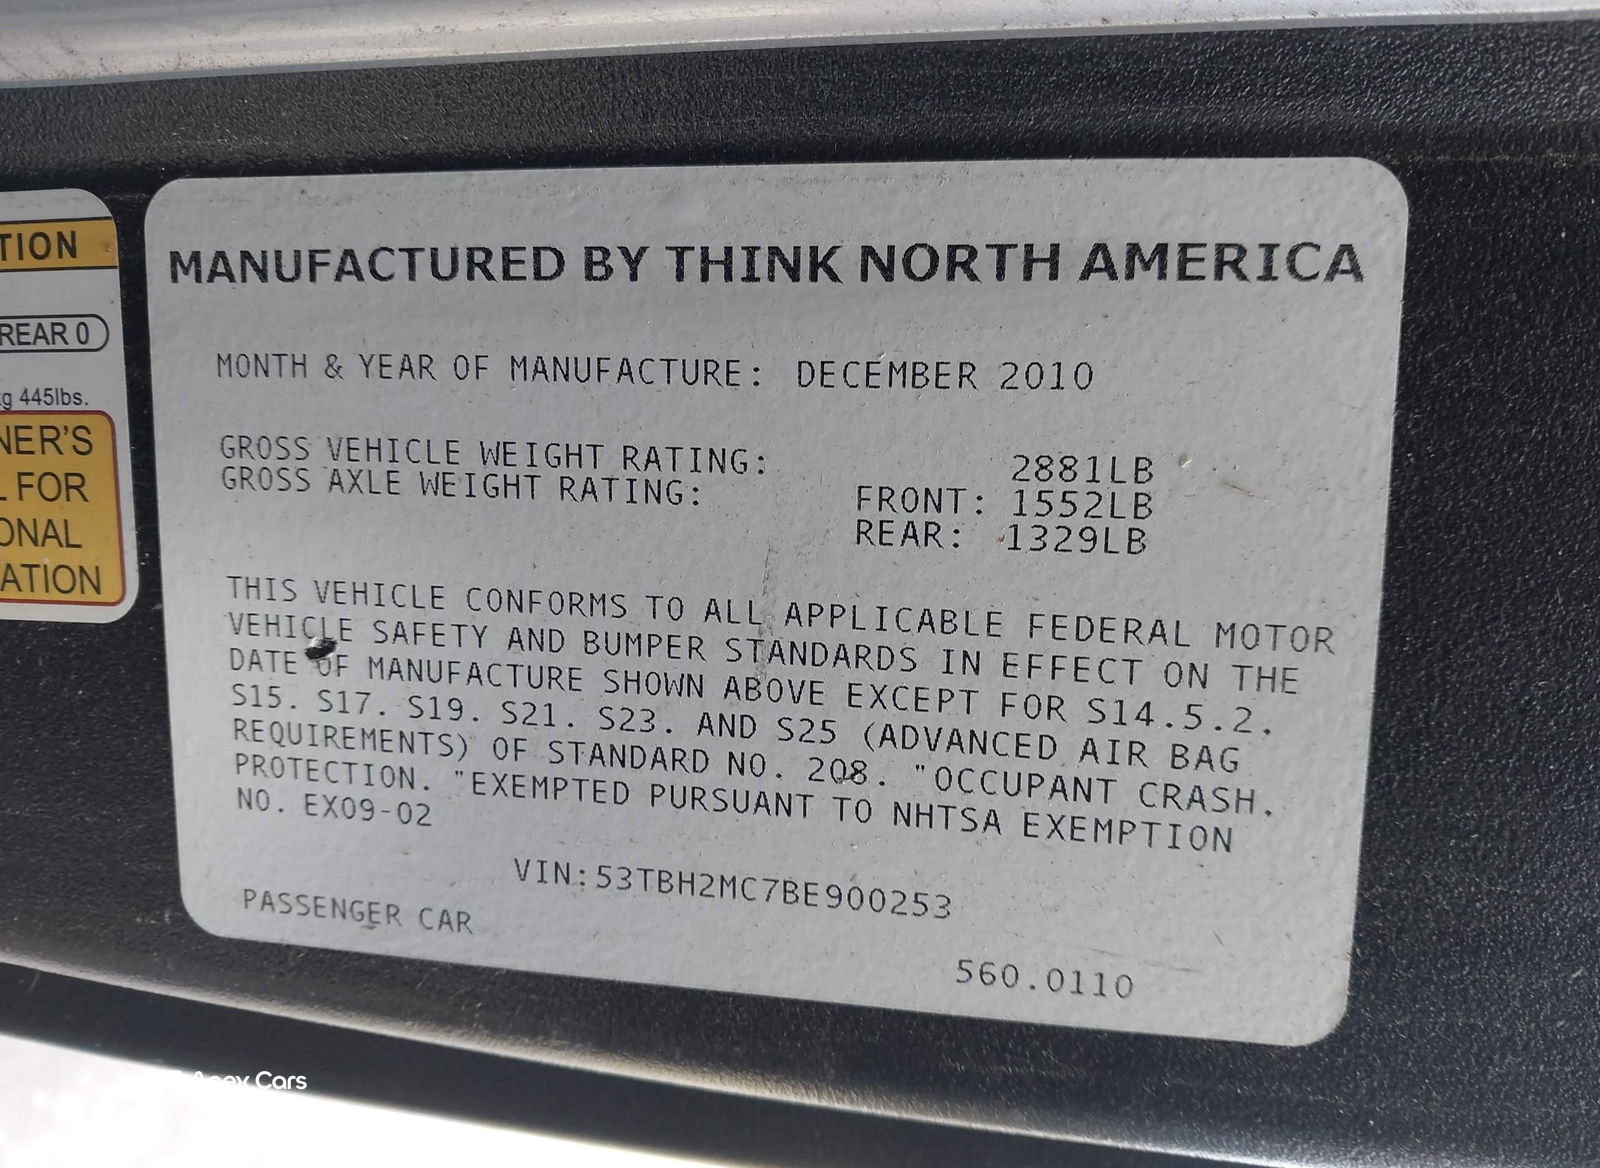 TION
REAR 0
g 445lbs.
NER'S
L FOR
ONAL
ATION
MANUFACTURED BY THINK NORTH AMERICA
MONTH & YEAR OF MANUFACTURE: DECEMBER 2010
GROSS VEHICLE WEIGHT RATING: 2881LB
GROSS AXLE WEIGHT RATING: FRONT: 1552LB
REAR: 1329LB
THIS VEHICLE CONFORMS TO ALL APPLICABLE FEDERAL MOTOR
VEHICLE SAFETY AND BUMPER STANDARDS IN EFFECT ON THE
DATE OF MANUFACTURE SHOWN ABOVE EXCEPT FOR S14.5.2.
S15. S17. S19. S21. S23. AND S25 (ADVANCED AIR BAG
REQUIREMENTS) OF STANDARD NO. 208. "OCCUPANT CRASH.
PROTECTION. "EXEMPTED PURSUANT TO NHTSA EXEMPTION
NO. EX09-02
VIN:53TBH2MC7BE900253
PASSENGER CAR
560.0110
Apex Cars